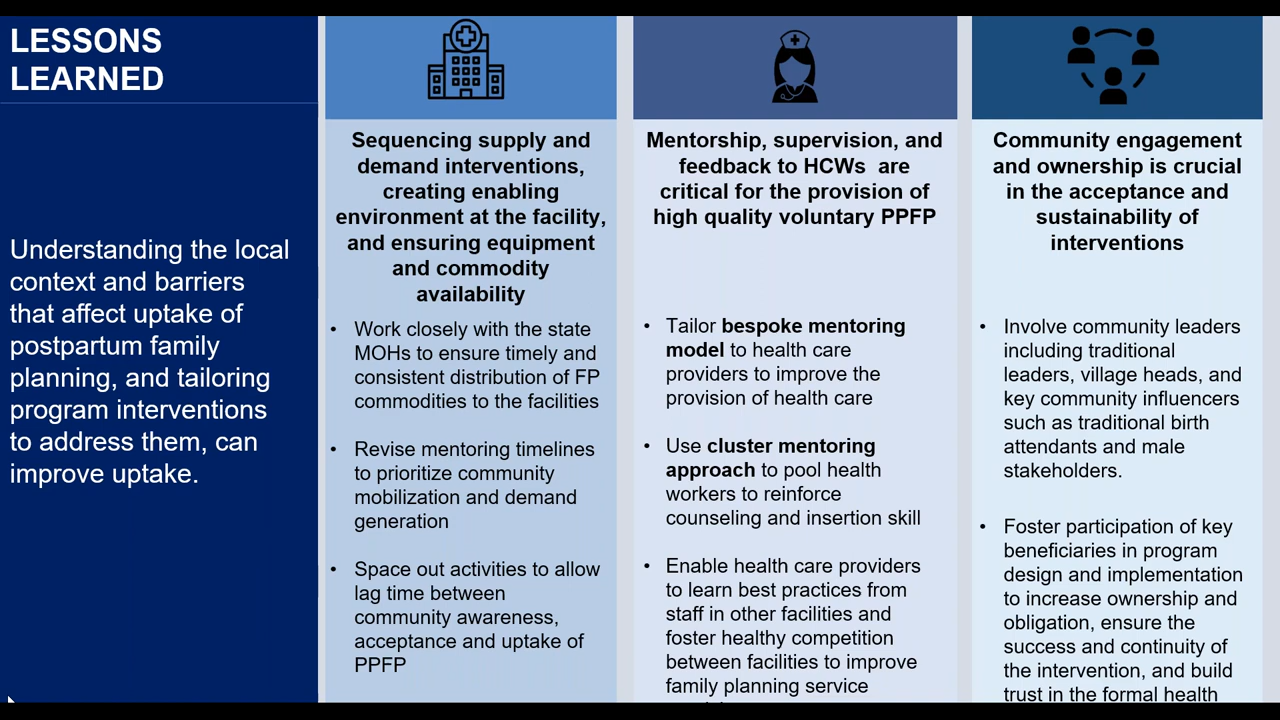 LESSONS
LEARNED
Understanding the local
context and barriers
that affect uptake of
postpartum family
planning, and tailoring
program interventions
to address them, can
improve uptake.
Sequencing supply and
demand interventions,
creating enabling
environment at the facility,
and ensuring equipment
and commodity
availability
• Work closely with the state
MOHs to ensure timely and
consistent distribution of FP
commodities to the facilities
• Revise mentoring timelines
to prioritize community
mobilization and demand
generation
• Space out activities to allow
lag time between
community awareness,
acceptance and uptake of
PPFP
Mentorship, supervision, and
feedback to HCWs are
critical for the provision of
high quality voluntary PPFP
• Tailor bespoke mentoring
model to health care
providers to improve the
provision of health care
• Use cluster mentoring
approach to pool health
workers to reinforce
counseling and insertion skill
• Enable health care providers
to learn best practices from
staff in other facilities and
foster healthy competition
between facilities to improve
family planning service
Community engagement
and ownership is crucial
in the acceptance and
sustainability of
interventions
• Involve community leaders
including traditional
leaders, village heads, and
key community influencers
such as traditional birth
attendants and male
stakeholders.
• Foster participation of key
beneficiaries in program
design and implementation
to increase ownership and
obligation, ensure the
success and continuity of
the intervention, and build
trust in the formal health